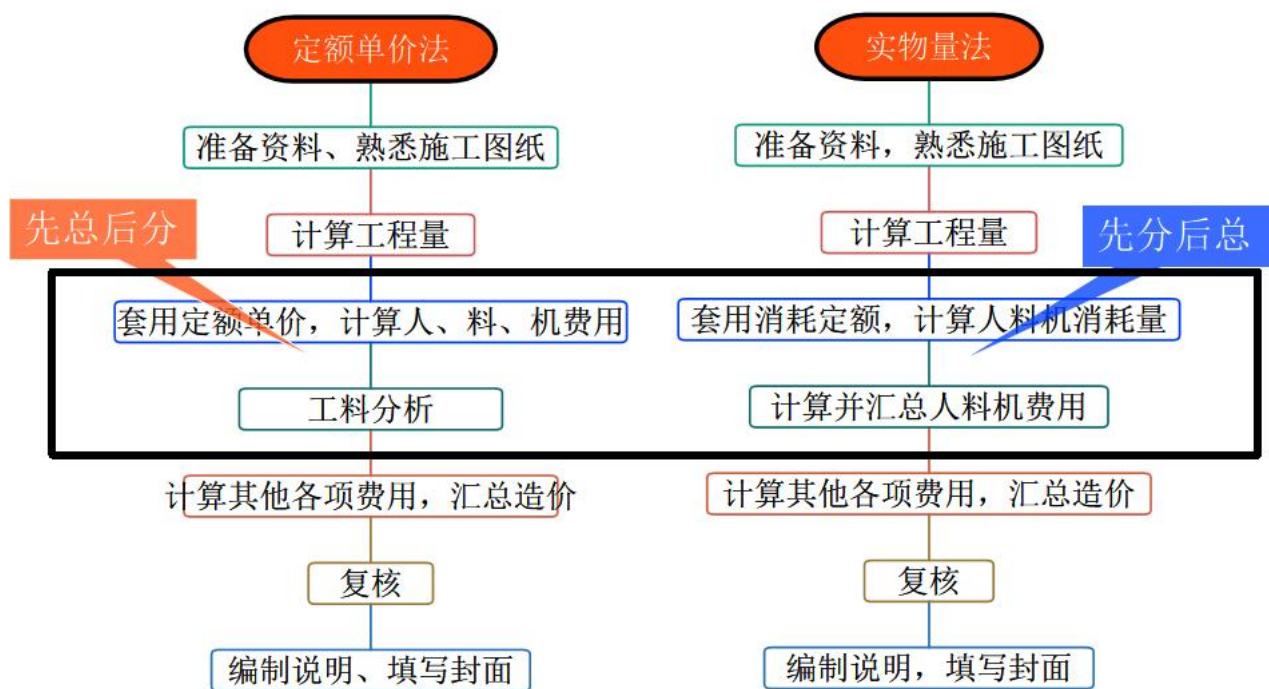 定额单价法
准备资料、熟悉施工图纸
先总后分
计算工程量
套用定额单价，计算人、料、机费用
工料分析
计算其他各项费用，汇总造价
复核
编制说明、填写封面
实物量法
准备资料，熟悉施工图纸
计算工程量
先分后总
套用消耗定额，计算人料机消耗量
计算并汇总人料机费用
计算其他各项费用，汇总造价
复核
编制说明，填写封面